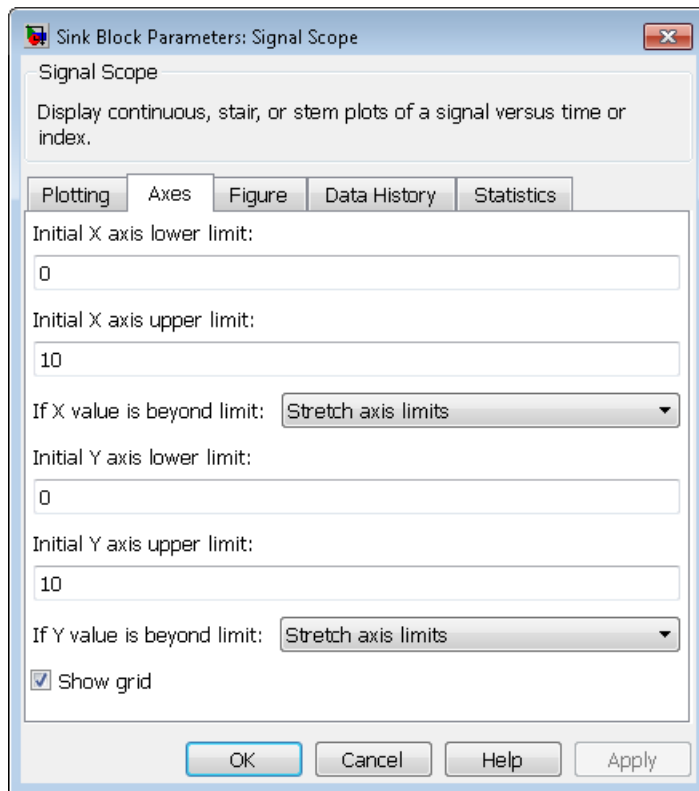 Sink Block Parameters: Signal Scope
Signal Scope
Display continuous, stair, or stem plots of a signal versus time or
index.
Plotting Axes Figure Data History Statistics
Initial X axis lower limit:
0
Initial X axis upper limit:
10
If X value is beyond limit: Stretch axis limits
Initial Y axis lower limit:
0
Initial Y axis upper limit:
10
If Y value is beyond limit: Stretch axis limits
Show grid
OK Cancel Help Apply